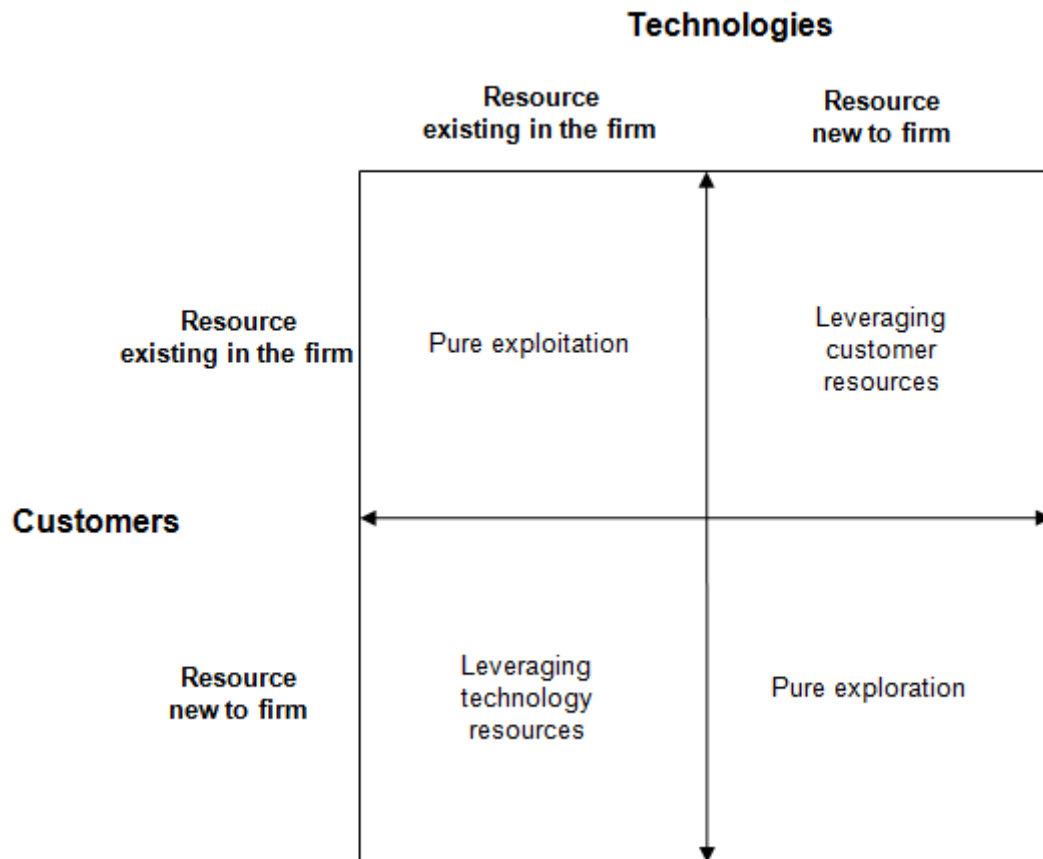 Technologies
Resource
existing in the firm
Resource
new to firm
Resource
existing in the firm
Pure exploitation
Leveraging
customer
resources
Customers
Resource
new to firm
Leveraging
technology
resources
Pure exploration